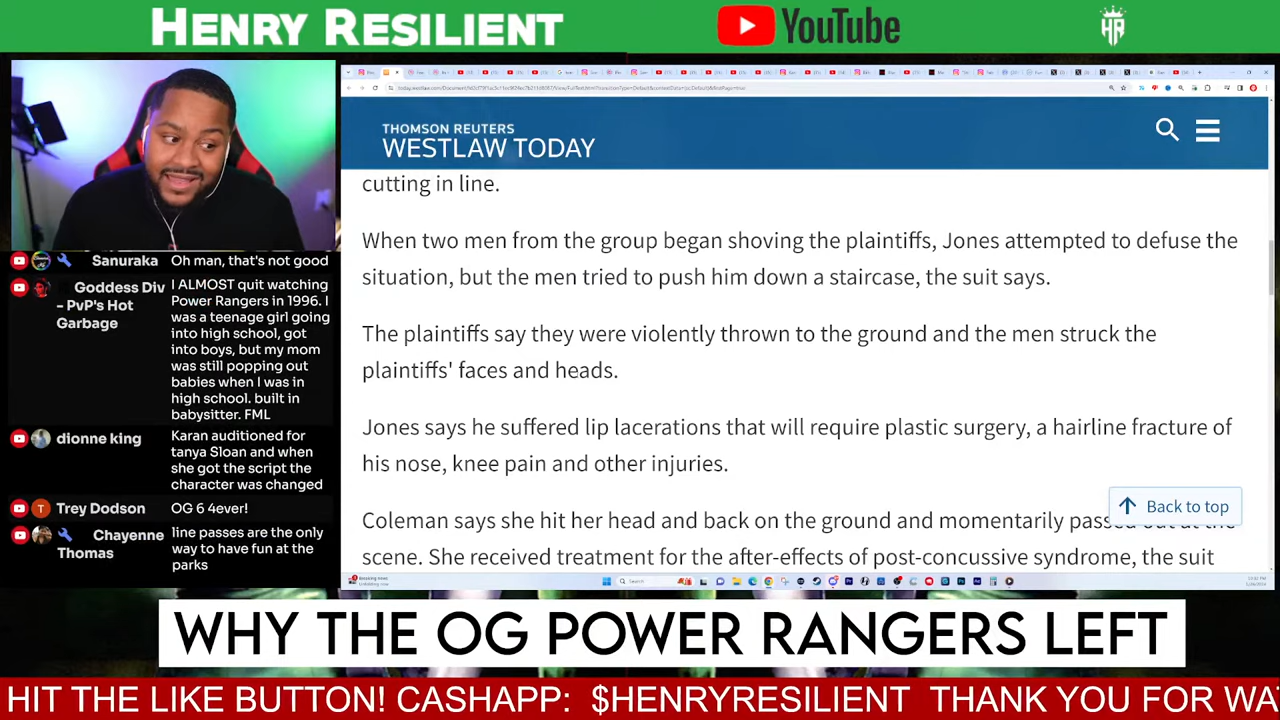 HENRY RESILIENT
YouTube
HR
THOMSON REUTERS
WESTLAW TODAY
cutting in line.
When two men from the group began shoving the plaintiffs, Jones attempted to defuse the
situation, but the men tried to push him down a staircase, the suit says.
The plaintiffs say they were violently thrown to the ground and the men struck the
plaintiffs' faces and heads.
Jones says he suffered lip lacerations that will require plastic surgery, a hairline fracture of
his nose, knee pain and other injuries.
Coleman says she hit her head and back on the ground and momentarily passed out at the
scene. She received treatment for the after-effects of post-concussive syndrome, the suit
Back to top
Sanuraka
Oh man, that's not good
Goddess Div
- PvP's Hot
Garbage
I ALMOST quit watching
Power Rangers in 1996. I
was a teenage girl going
into high school, got
into boys, but my mom
was still popping out
babies when I was in
high school. built in
babysitter. FML
dionne king
Karan auditioned for
tanya Sloan and when
she got the script the
character was changed
T
Trey Dodson
OG 6 4ever!
Chayenne
Thomas
line passes are the only
way to have fun at the
parks
Search
WHY THE OG POWER RANGERS LEFT
HIT THE LIKE BUTTON! CASHAPP: $HENRYRESILIENT THANK YOU FOR WA